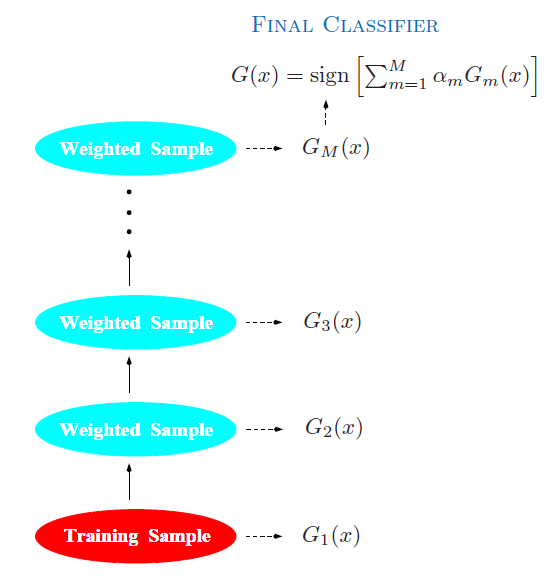 FINAL CLASSIFIER
G(x) = sign [∑_{m=1}^{M} α_m G_m(x)]
Weighted Sample
G_M(x)
Weighted Sample
G_3(x)
Weighted Sample
G_2(x)
Training Sample
G_1(x)